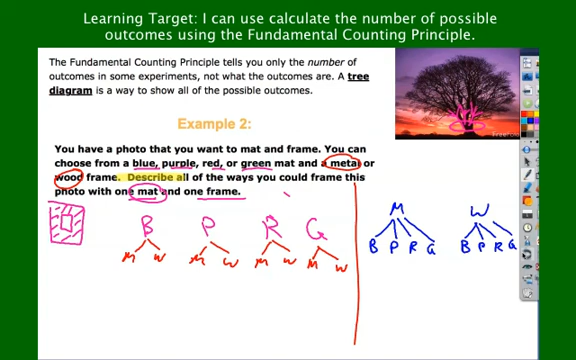 Learning Target: I can use calculate the number of possible
outcomes using the Fundamental Counting Principle.
The Fundamental Counting Principle tells you only the number of
outcomes in some experiments, not what the outcomes are. A tree
diagram is a way to show all of the possible outcomes.
Example 2:
You have a photo that you want to mat and frame. You can
choose from a blue, purple, red, or green mat and a metal or
wood frame. Describe all of the ways you could frame this
photo with one mat and one frame.
B P R G
M W M W M W M W
M W
B P R G B P R G